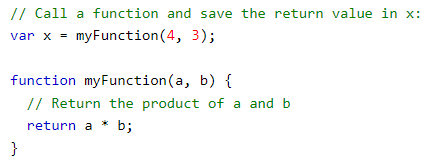 // Call a function and save the return value in x:
var x = myFunction(4, 3);

function myFunction(a, b) {
  // Return the product of a and b
  return a * b;
}